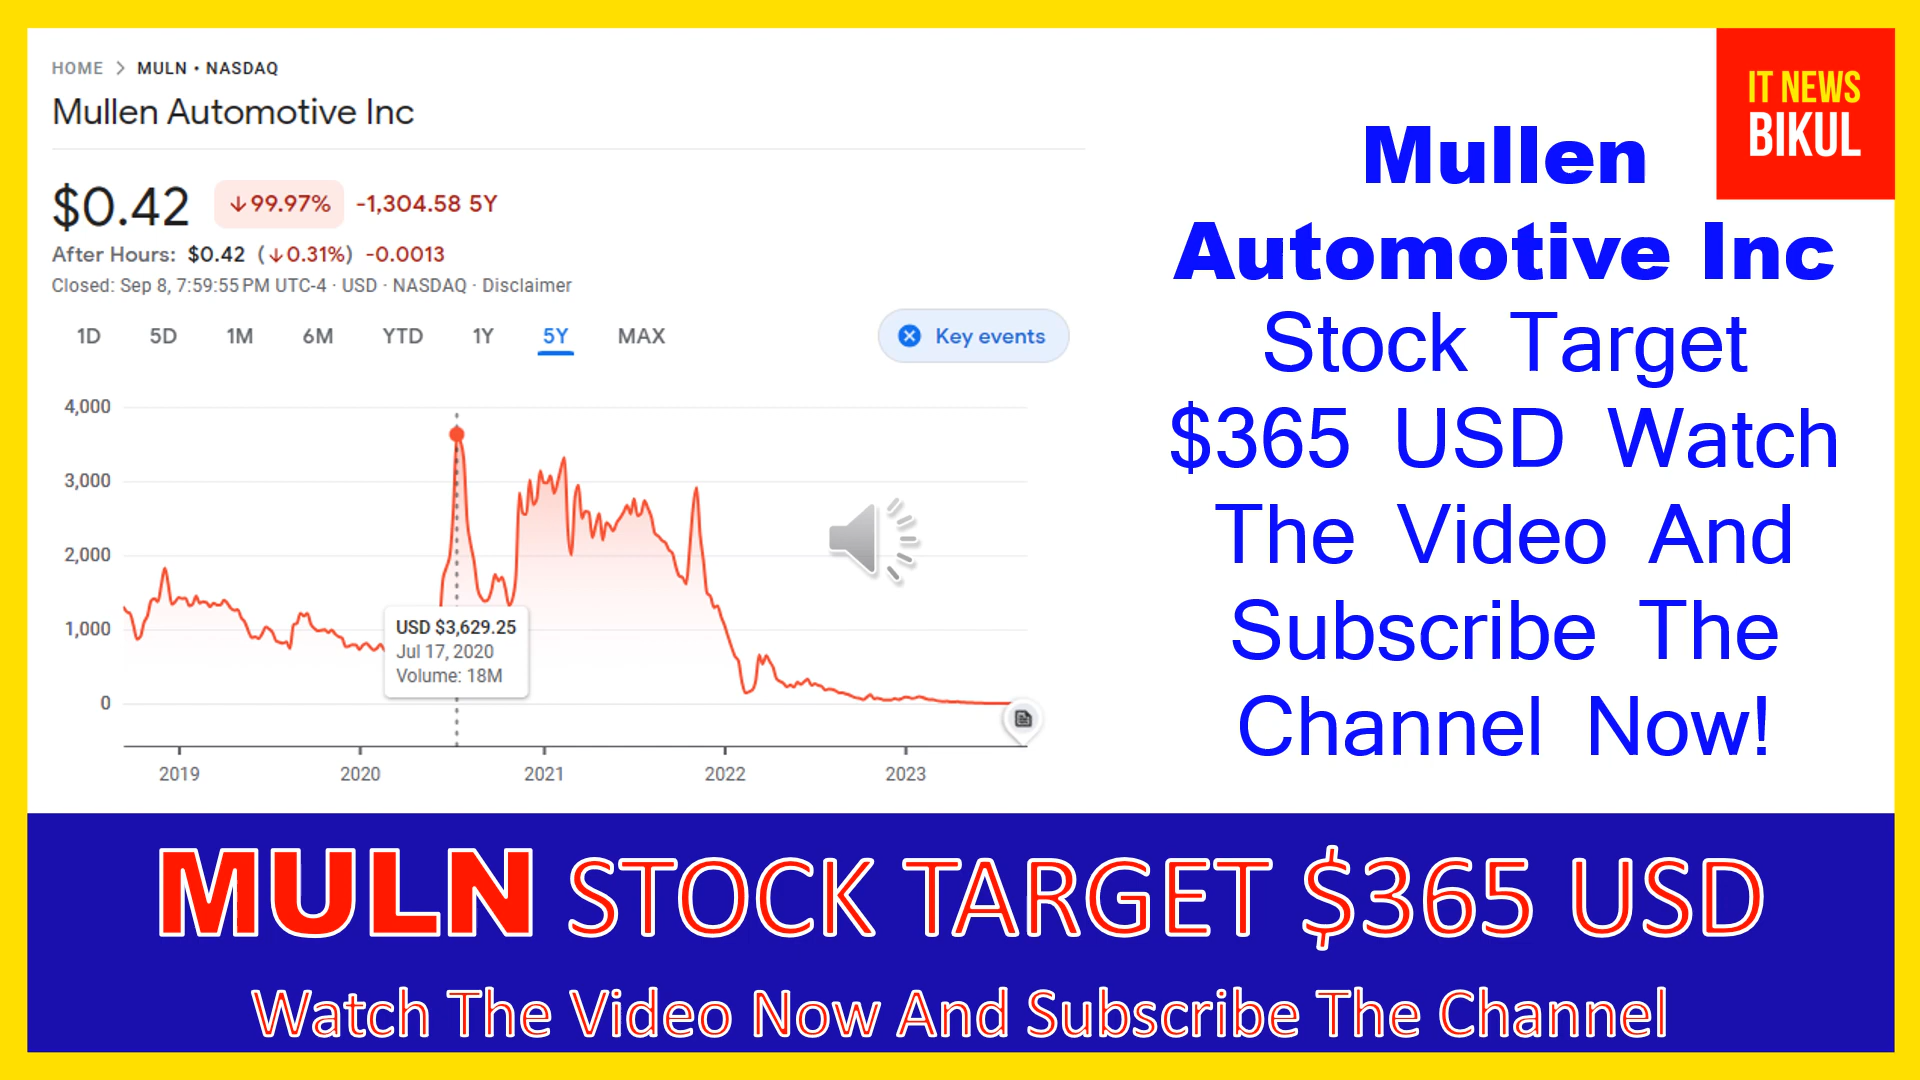 HOME > MULN • NASDAQ
Mullen Automotive Inc
$0.42 ↓99.97% -1,304.58 5Y
After Hours: $0.42 (↓0.31%) -0.0013
Closed: Sep 8, 7:59:55 PM UTC-4 · USD · NASDAQ · Disclaimer
1D 5D 1M 6M YTD 1Y 5Y MAX
Key events
4,000
3,000
2,000
1,000
0
USD $3,629.25
Jul 17, 2020
Volume: 18M
2019 2020 2021 2022 2023
IT NEWS
BIKUL
Mullen
Automotive Inc
Stock Target
$365 USD Watch
The Video And
Subscribe The
Channel Now!
MULN STOCK TARGET $365 USD
Watch The Video Now And Subscribe The Channel